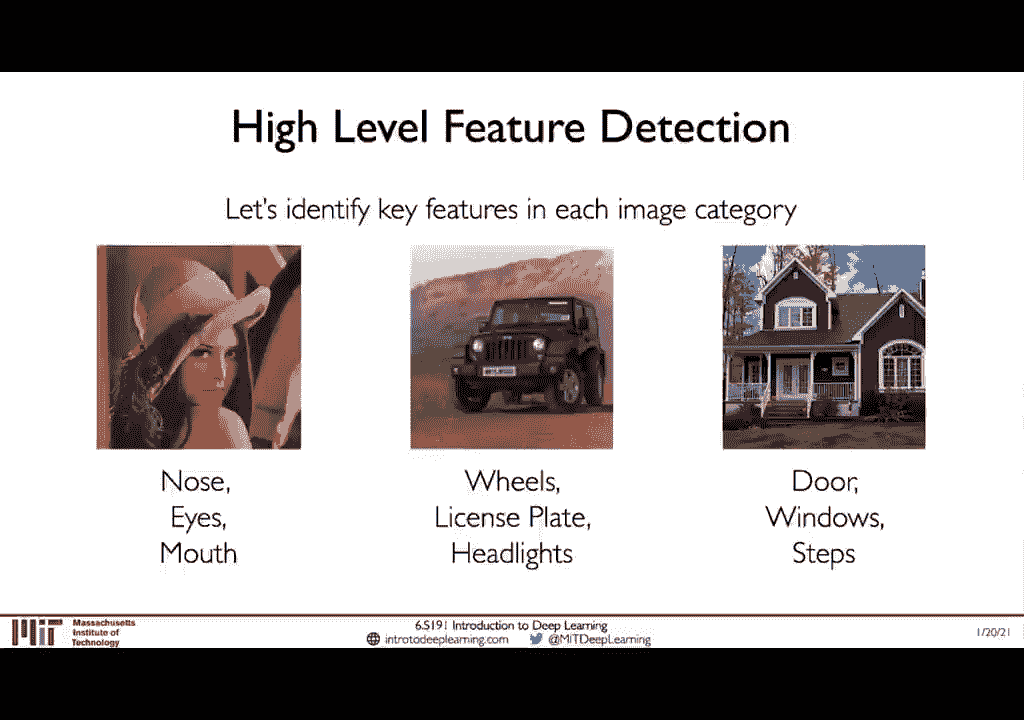 High Level Feature Detection
Let's identify key features in each image category
Nose,
Eyes,
Mouth
Wheels,
License Plate,
Headlights
Door,
Windows,
Steps
MIT
Massachusetts
Institute of
Technology
6.S191 Introduction to Deep Learning
introtodeeplearning.com @MITDeepLearning
1/20/21